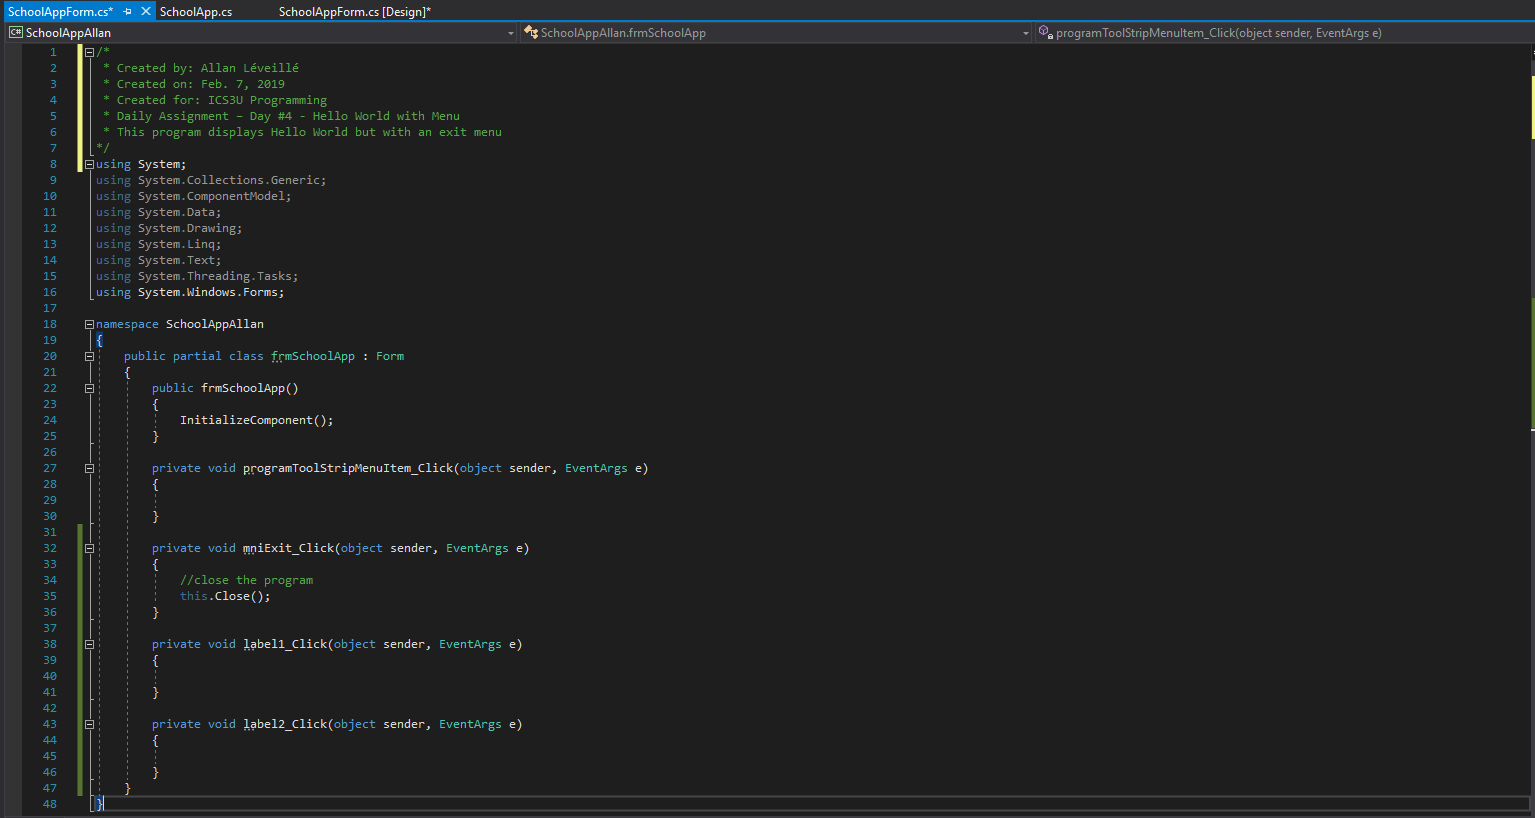 SchoolAppForm.cs* SchoolApp.cs SchoolAppForm.cs [Design]*
C# SchoolAppAllan SchoolAppAllan.frmSchoolApp programToolStripMenuItem_Click(object sender, EventArgs e)
1 /*
2 * Created by: Allan Léveillé
3 * Created on: Feb. 7, 2019
4 * Created for: ICS3U Programming
5 * Daily Assignment – Day #4 - Hello World with Menu
6 * This program displays Hello World but with an exit menu
7 */
8 using System;
9 using System.Collections.Generic;
10 using System.ComponentModel;
11 using System.Data;
12 using System.Drawing;
13 using System.Linq;
14 using System.Text;
15 using System.Threading.Tasks;
16 using System.Windows.Forms;
17
18 namespace SchoolAppAllan
19 {
20 public partial class frmSchoolApp : Form
21 {
22 public frmSchoolApp()
23 {
24 InitializeComponent();
25 }
26
27 private void programToolStripMenuItem_Click(object sender, EventArgs e)
28 {
29
30 }
31
32 private void mniExit_Click(object sender, EventArgs e)
33 {
34 //close the program
35 this.Close();
36 }
37
38 private void label1_Click(object sender, EventArgs e)
39 {
40
41 }
42
43 private void label2_Click(object sender, EventArgs e)
44 {
45
46 }
47 }
48 }